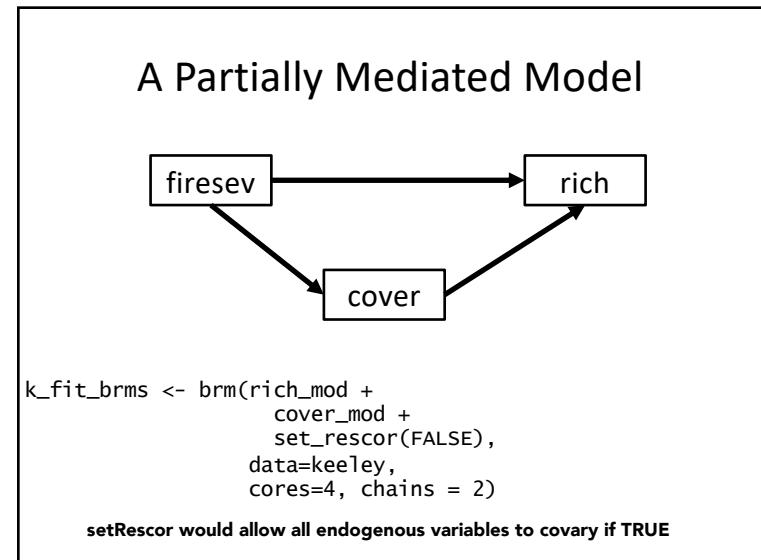 A Partially Mediated Model
firesev
rich
cover
k_fit_brms <- brm(rich_mod +
cover_mod +
set_rescor(FALSE),
data=keeley,
cores=4, chains = 2)
setRescor would allow all endogenous variables to covary if TRUE